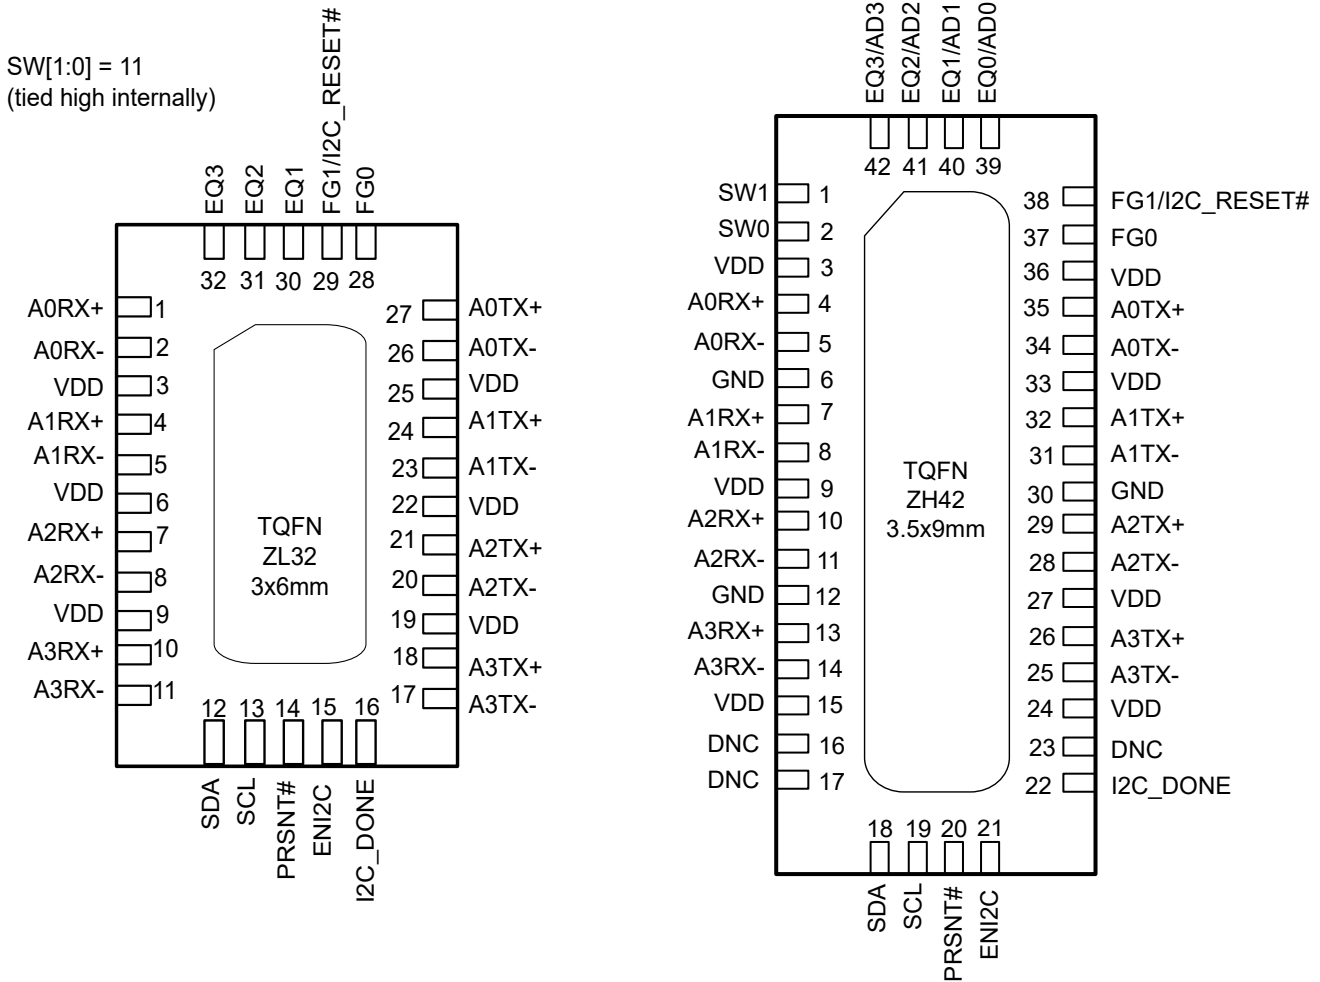 SW[1:0] = 11
(tied high internally)
EQ3
EQ2
EQ1
FG1/I2C_RESET#
FG0
32 31 30 29 28
A0RX+ 1
A0RX- 2
VDD 3
A1RX+ 4
A1RX- 5
VDD 6
A2RX+ 7
A2RX- 8
VDD 9
A3RX+ 10
A3RX- 11
27 A0TX+
26 A0TX-
25 VDD
24 A1TX+
23 A1TX-
22 VDD
21 A2TX+
20 A2TX-
19 VDD
18 A3TX+
17 A3TX-
TQFN
ZL32
3x6mm
12 13 14 15 16
SDA
SCL
PRSNT#
ENI2C
I2C_DONE
EQ3/AD3
EQ2/AD2
EQ1/AD1
EQ0/AD0
42 41 40 39
SW1 1
SW0 2
VDD 3
A0RX+ 4
A0RX- 5
GND 6
A1RX+ 7
A1RX- 8
VDD 9
A2RX+ 10
A2RX- 11
GND 12
A3RX+ 13
A3RX- 14
VDD 15
DNC 16
DNC 17
38 FG1/I2C_RESET#
37 FG0
36 VDD
35 A0TX+
34 A0TX-
33 VDD
32 A1TX+
31 A1TX-
30 GND
29 A2TX+
28 A2TX-
27 VDD
26 A3TX+
25 A3TX-
24 VDD
23 DNC
22 I2C_DONE
TQFN
ZH42
3.5x9mm
18 19 20 21
SDA
SCL
PRSNT#
ENI2C